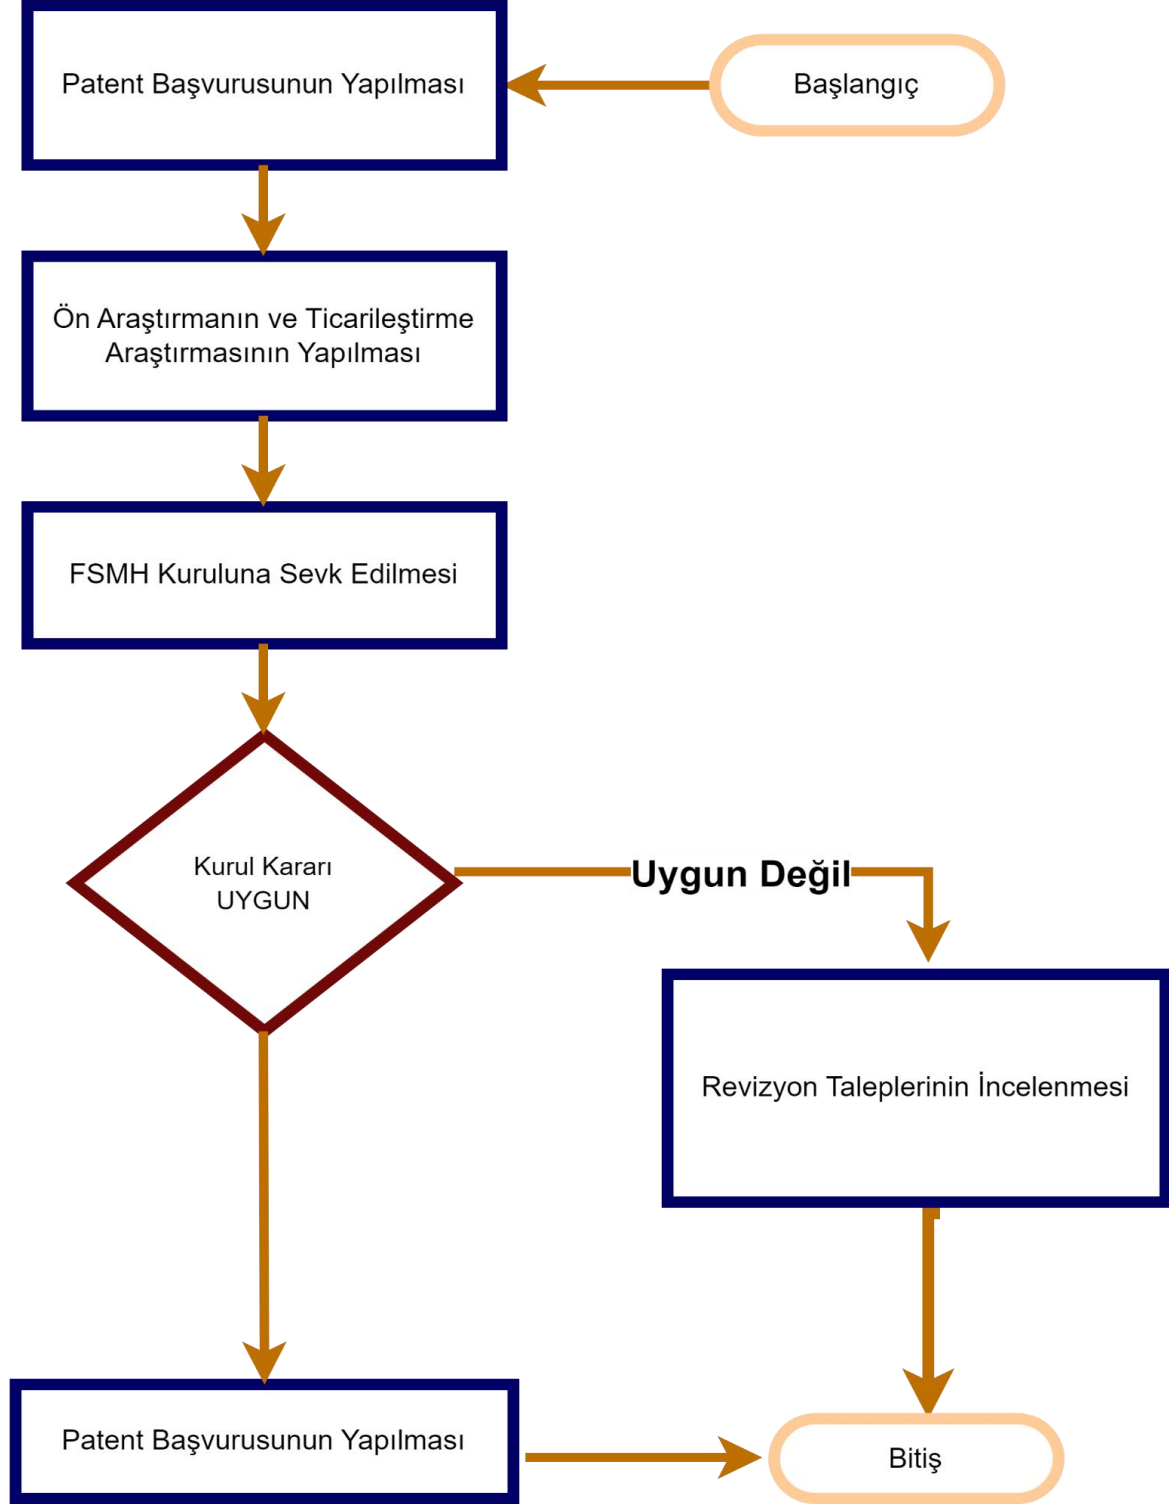 Patent Başvurusunun Yapılması
Başlangıç
Ön Araştırmanın ve Ticarileştirme
Araştırmasının Yapılması
FSMH Kuruluna Sevk Edilmesi
Kurul Kararı
UYGUN
Uygun Değil
Revizyon Taleplerinin İncelenmesi
Patent Başvurusunun Yapılması
Bitiş